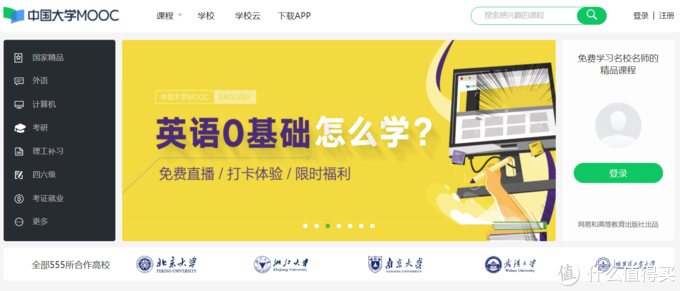 中国大学MOOC
课程 学校 学校云 下载APP
搜索感兴趣的课程
登录 | 注册
国家精品
外语
计算机
考研
理工补习
四六级
考证就业
更多
中国大学MOOC ENGLISH
英语0基础怎么学?
免费直播 / 打卡体验 / 限时福利
免费学习名校名师的
精品课程
登录
网易和高等教育出版社出品
全部555所合作高校
北京大学
PEKING UNIVERSITY
浙江大学
Zhejiang University
南京大学
武汉大学
Wuhan University
哈尔滨工业大学
值 什么值得买